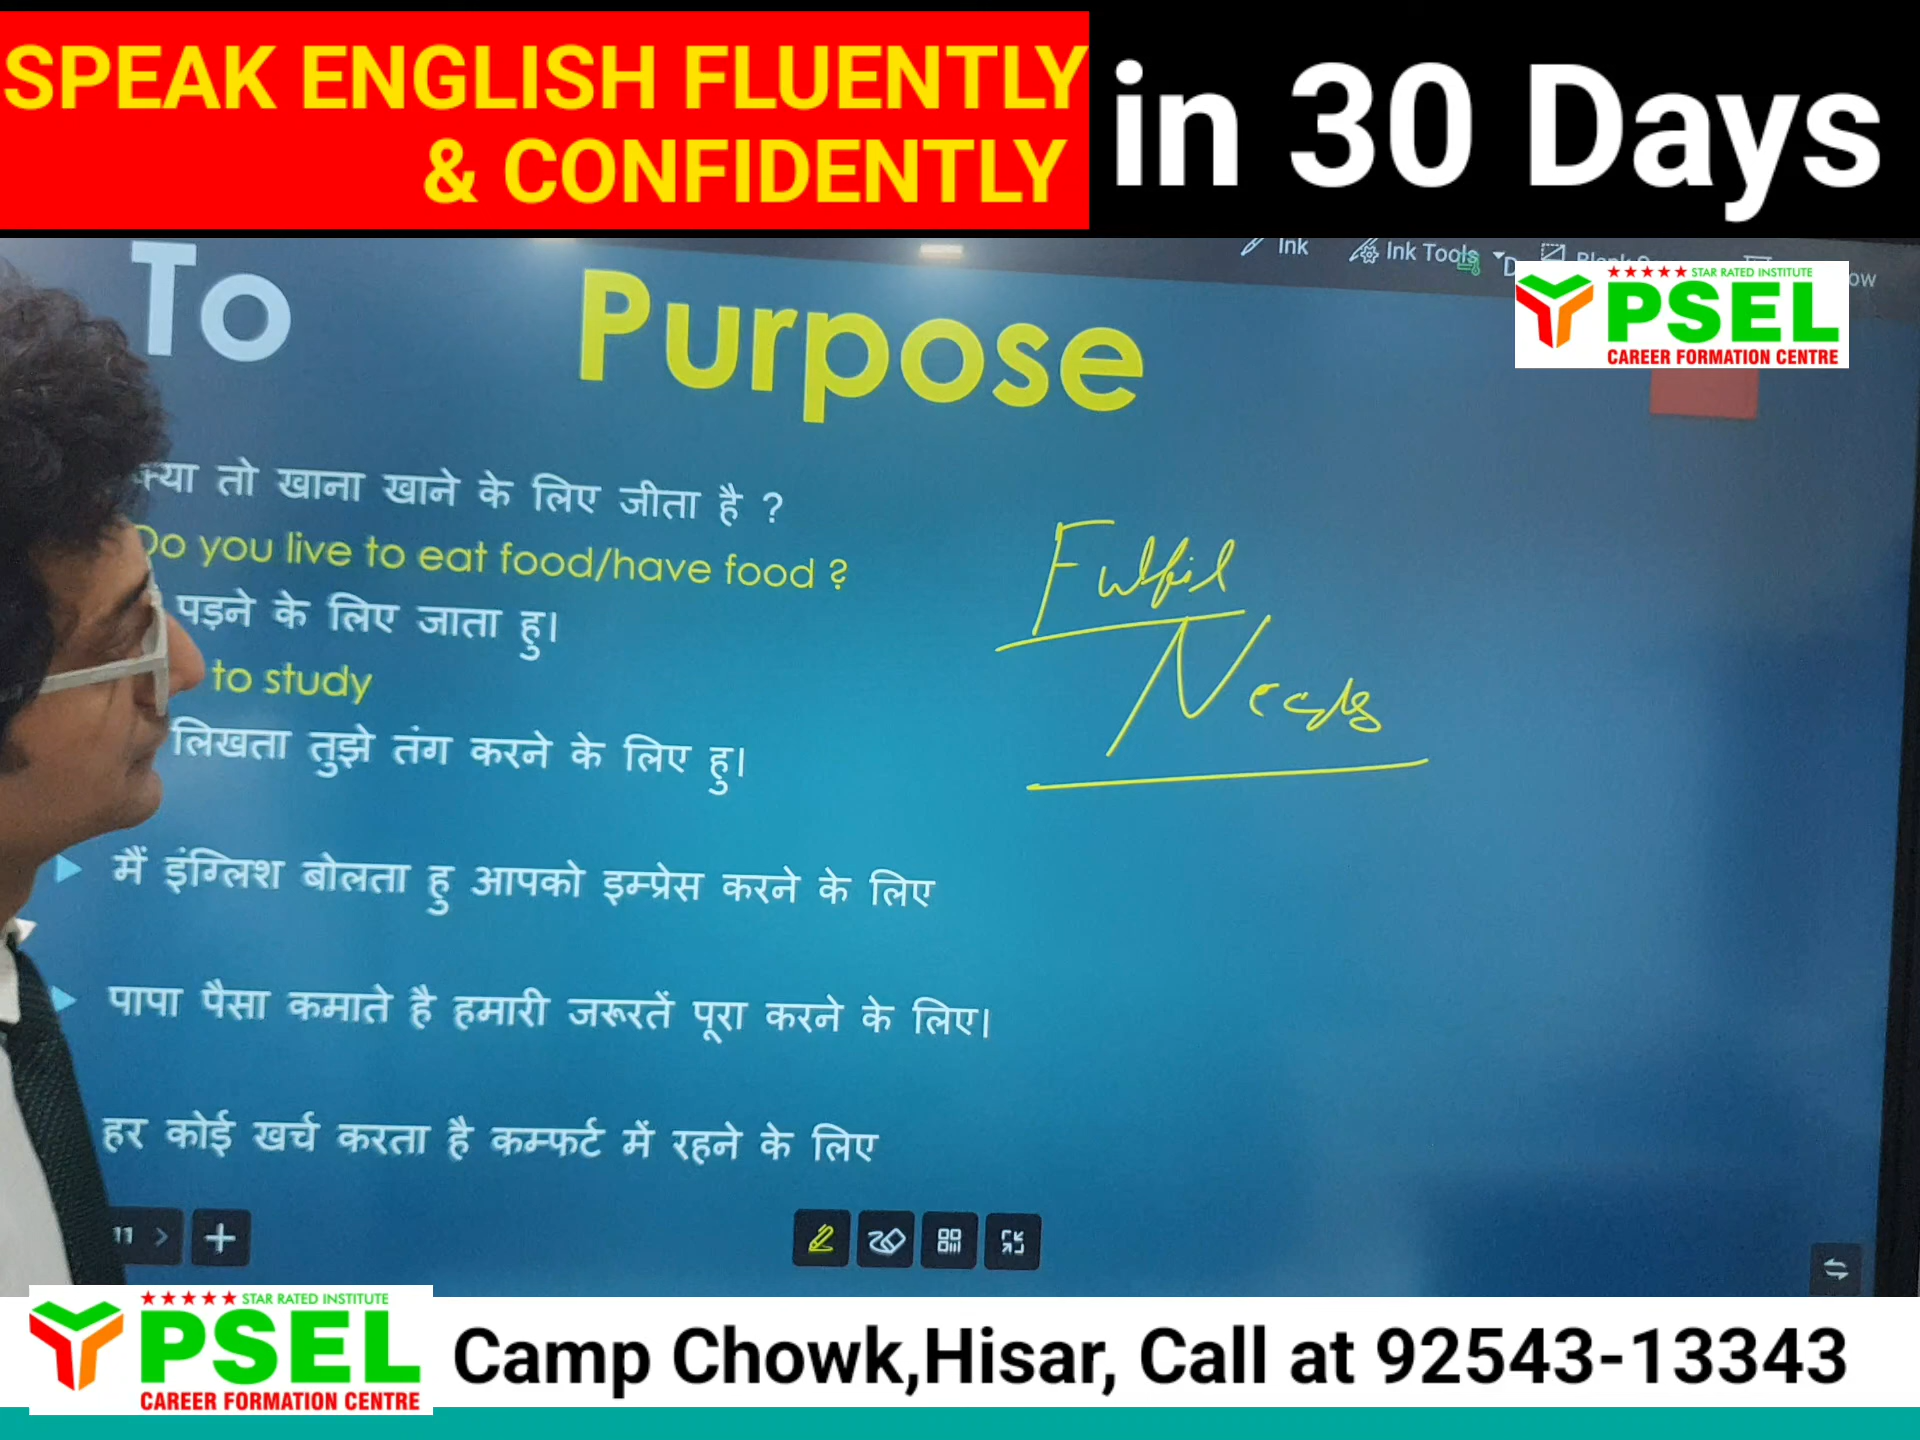 SPEAK ENGLISH FLUENTLY
& CONFIDENTLY
in 30 Days
Ink
Ink Tools
★★★★★ STAR RATED INSTITUTE
PSEL
CAREER FORMATION CENTRE
To Purpose
क्या तो खाना खाने के लिए जीता है ?
Do you live to eat food/have food ?
पड़ने के लिए जाता हु।
to study
लिखता तुझे तंग करने के लिए हु।
Fulfil
Needs
मैं इंग्लिश बोलता हु आपको इम्प्रेस करने के लिए
पापा पैसा कमाते है हमारी जरूरतें पूरा करने के लिए।
हर कोई खर्च करता है कम्फर्ट में रहने के लिए
11
★★★★★ STAR RATED INSTITUTE
PSEL
CAREER FORMATION CENTRE
Camp Chowk,Hisar, Call at 92543-13343